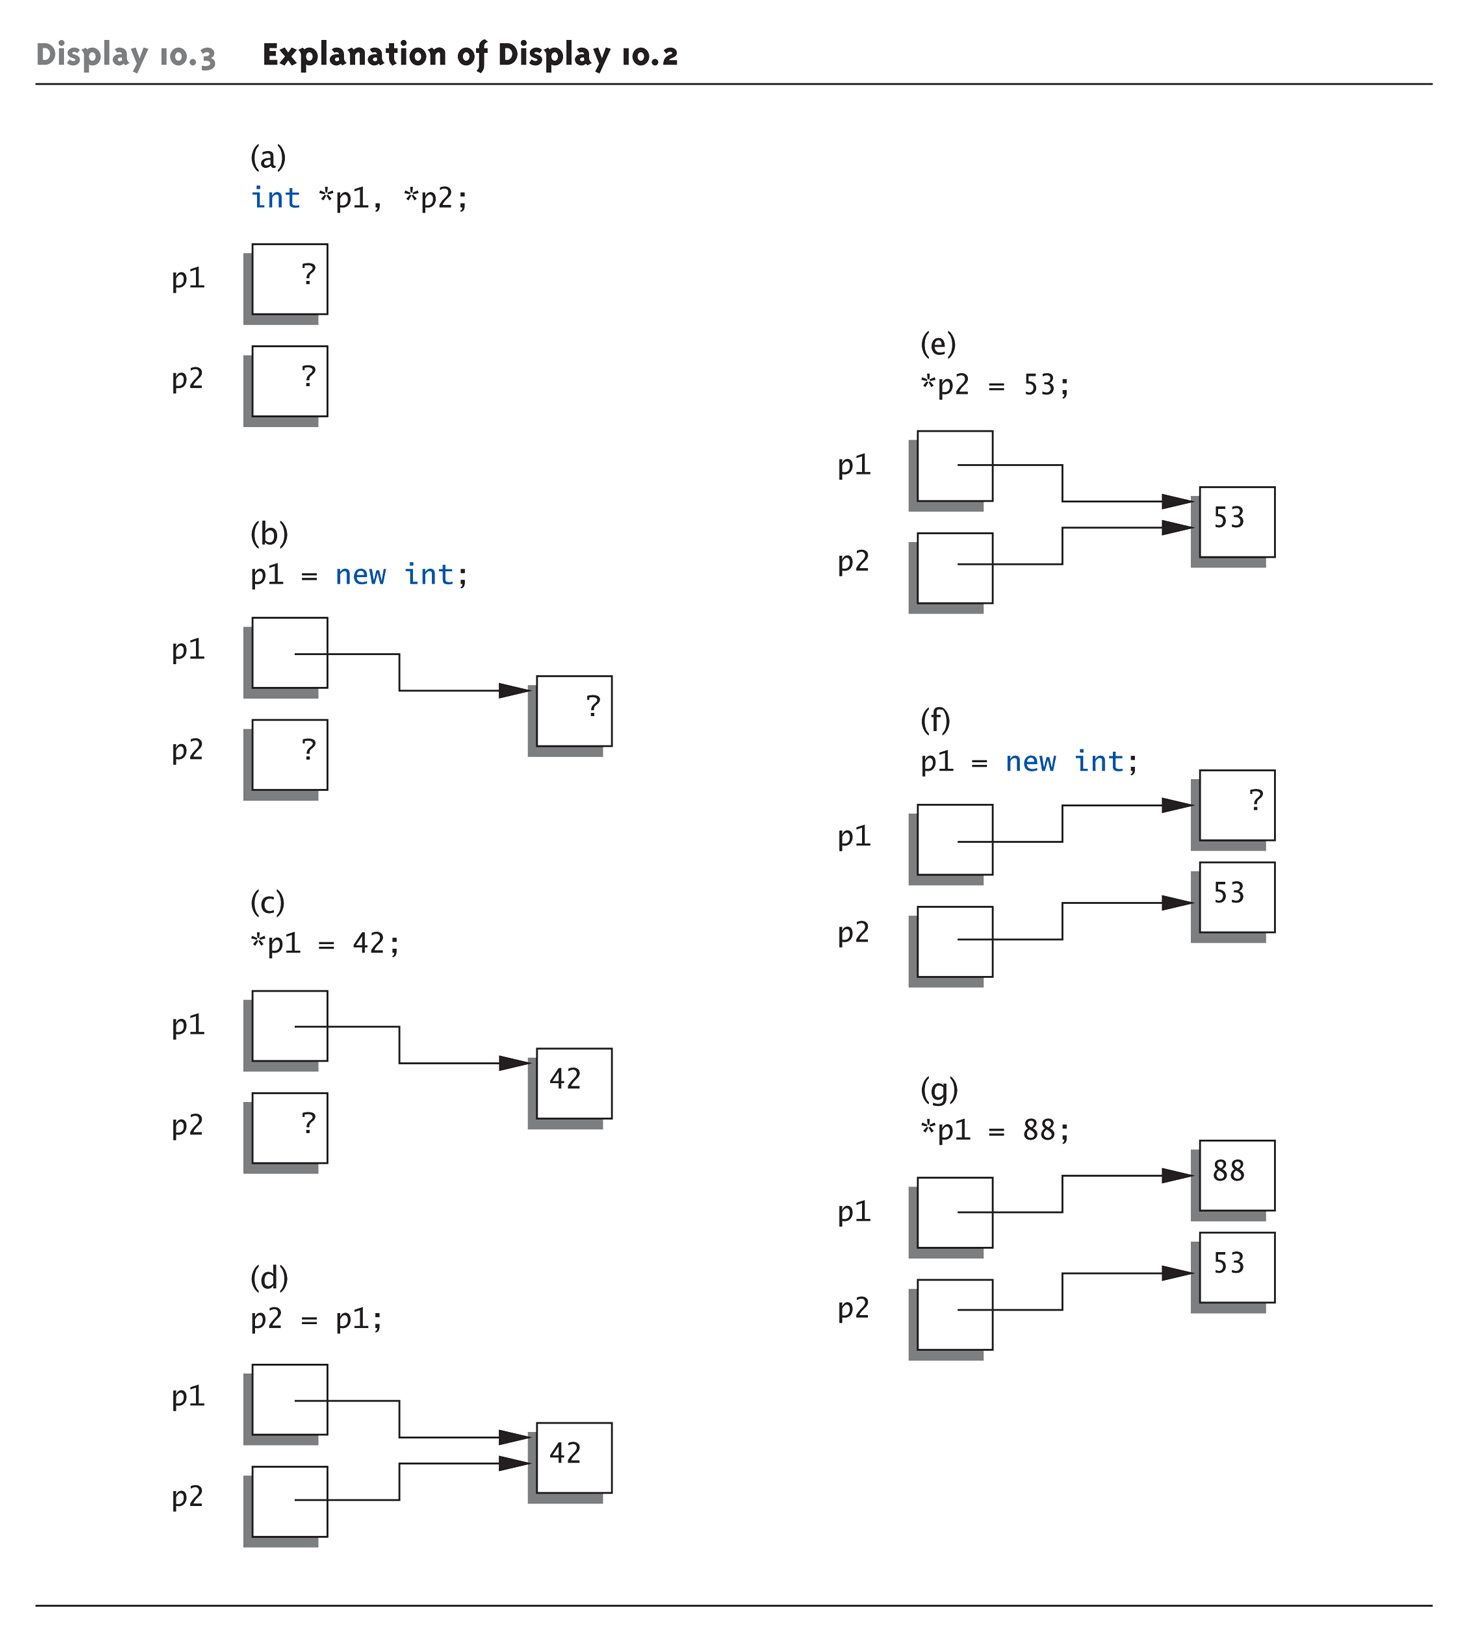 Display 10.3 Explanation of Display 10.2
(a)
int *p1, *p2;
p1 ?
p2 ?
(b)
p1 = new int;
p1
?
p2 ?
(c)
*p1 = 42;
p1
42
p2 ?
(d)
p2 = p1;
p1
42
p2
(e)
*p2 = 53;
p1
53
p2
(f)
p1 = new int;
?
p1
53
p2
(g)
*p1 = 88;
88
p1
53
p2